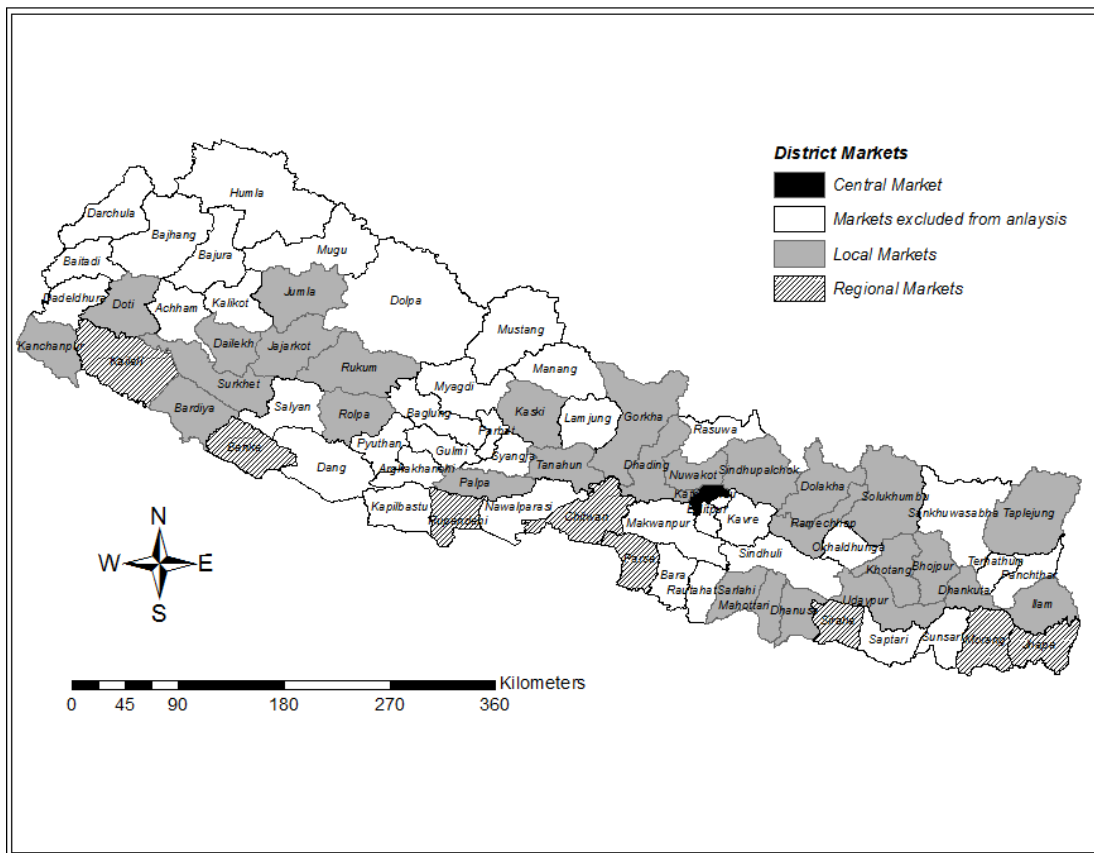 District Markets
Central Market
Markets excluded from anlaysis
Local Markets
Regional Markets
Humla
Darchula
Bajhang
Bajura
Mugu
Baitadi
Dadeldhura
Doti
Achham
Kalikot
Jumla
Dolpa
Mustang
Kanchanpur
Kailali
Dailekh
Jajarkot
Rukum
Surkhet
Bardiya
Salyan
Rolpa
Myagdi
Manang
Baglung
Parbat
Kaski
Lamjung
Gorkha
Rasuwa
Banke
Dang
Pyuthan
Gulmi
Syangja
Arghakhanchi
Tanahun
Dhading
Nuwakot
Sindhupalchok
Dolakha
Solukhumbu
Sankhuwasabha
Taplejung
Palpa
Kapilbastu
Rupandehi
Nawalparasi
Chitwan
Makwanpur
Kavre
Ramechhap
Okhaldhunga
Sindhuli
Khotang
Bhojpur
Terhathum
Panchthar
Dhankuta
Ilam
Parsa
Bara
Rautahat
Sarlahi
Mahottari
Dhanusa
Siraha
Udaypur
Saptari
Sunsari
Morang
Jhapa
N
W E
S
Kilometers
0 45 90 180 270 360